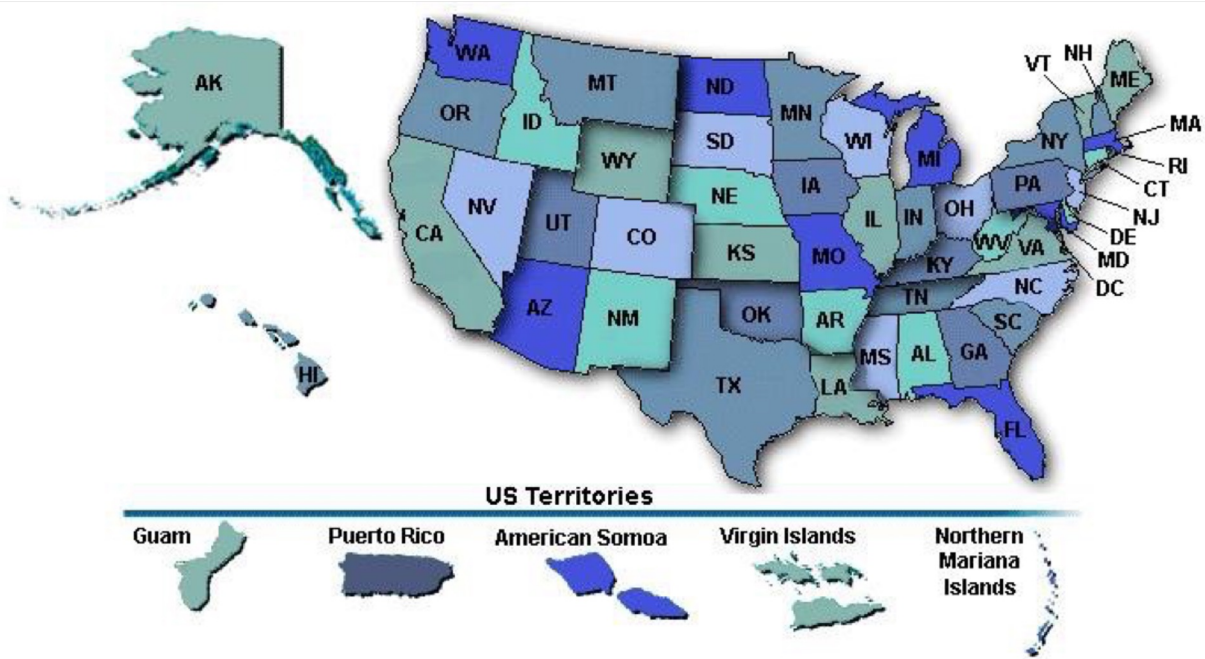 AK
WA
MT
ND
MN
VT
NH
ME
OR
ID
SD
WI
MI
NY
MA
WY
RI
NE
IA
PA
CT
NV
IL
IN
OH
NJ
CA
UT
CO
KS
MO
WV
VA
DE
KY
MD
DC
AZ
NM
OK
AR
TN
NC
SC
HI
TX
LA
MS
AL
GA
FL
US Territories
Guam
Puerto Rico
American Somoa
Virgin Islands
Northern
Mariana
Islands